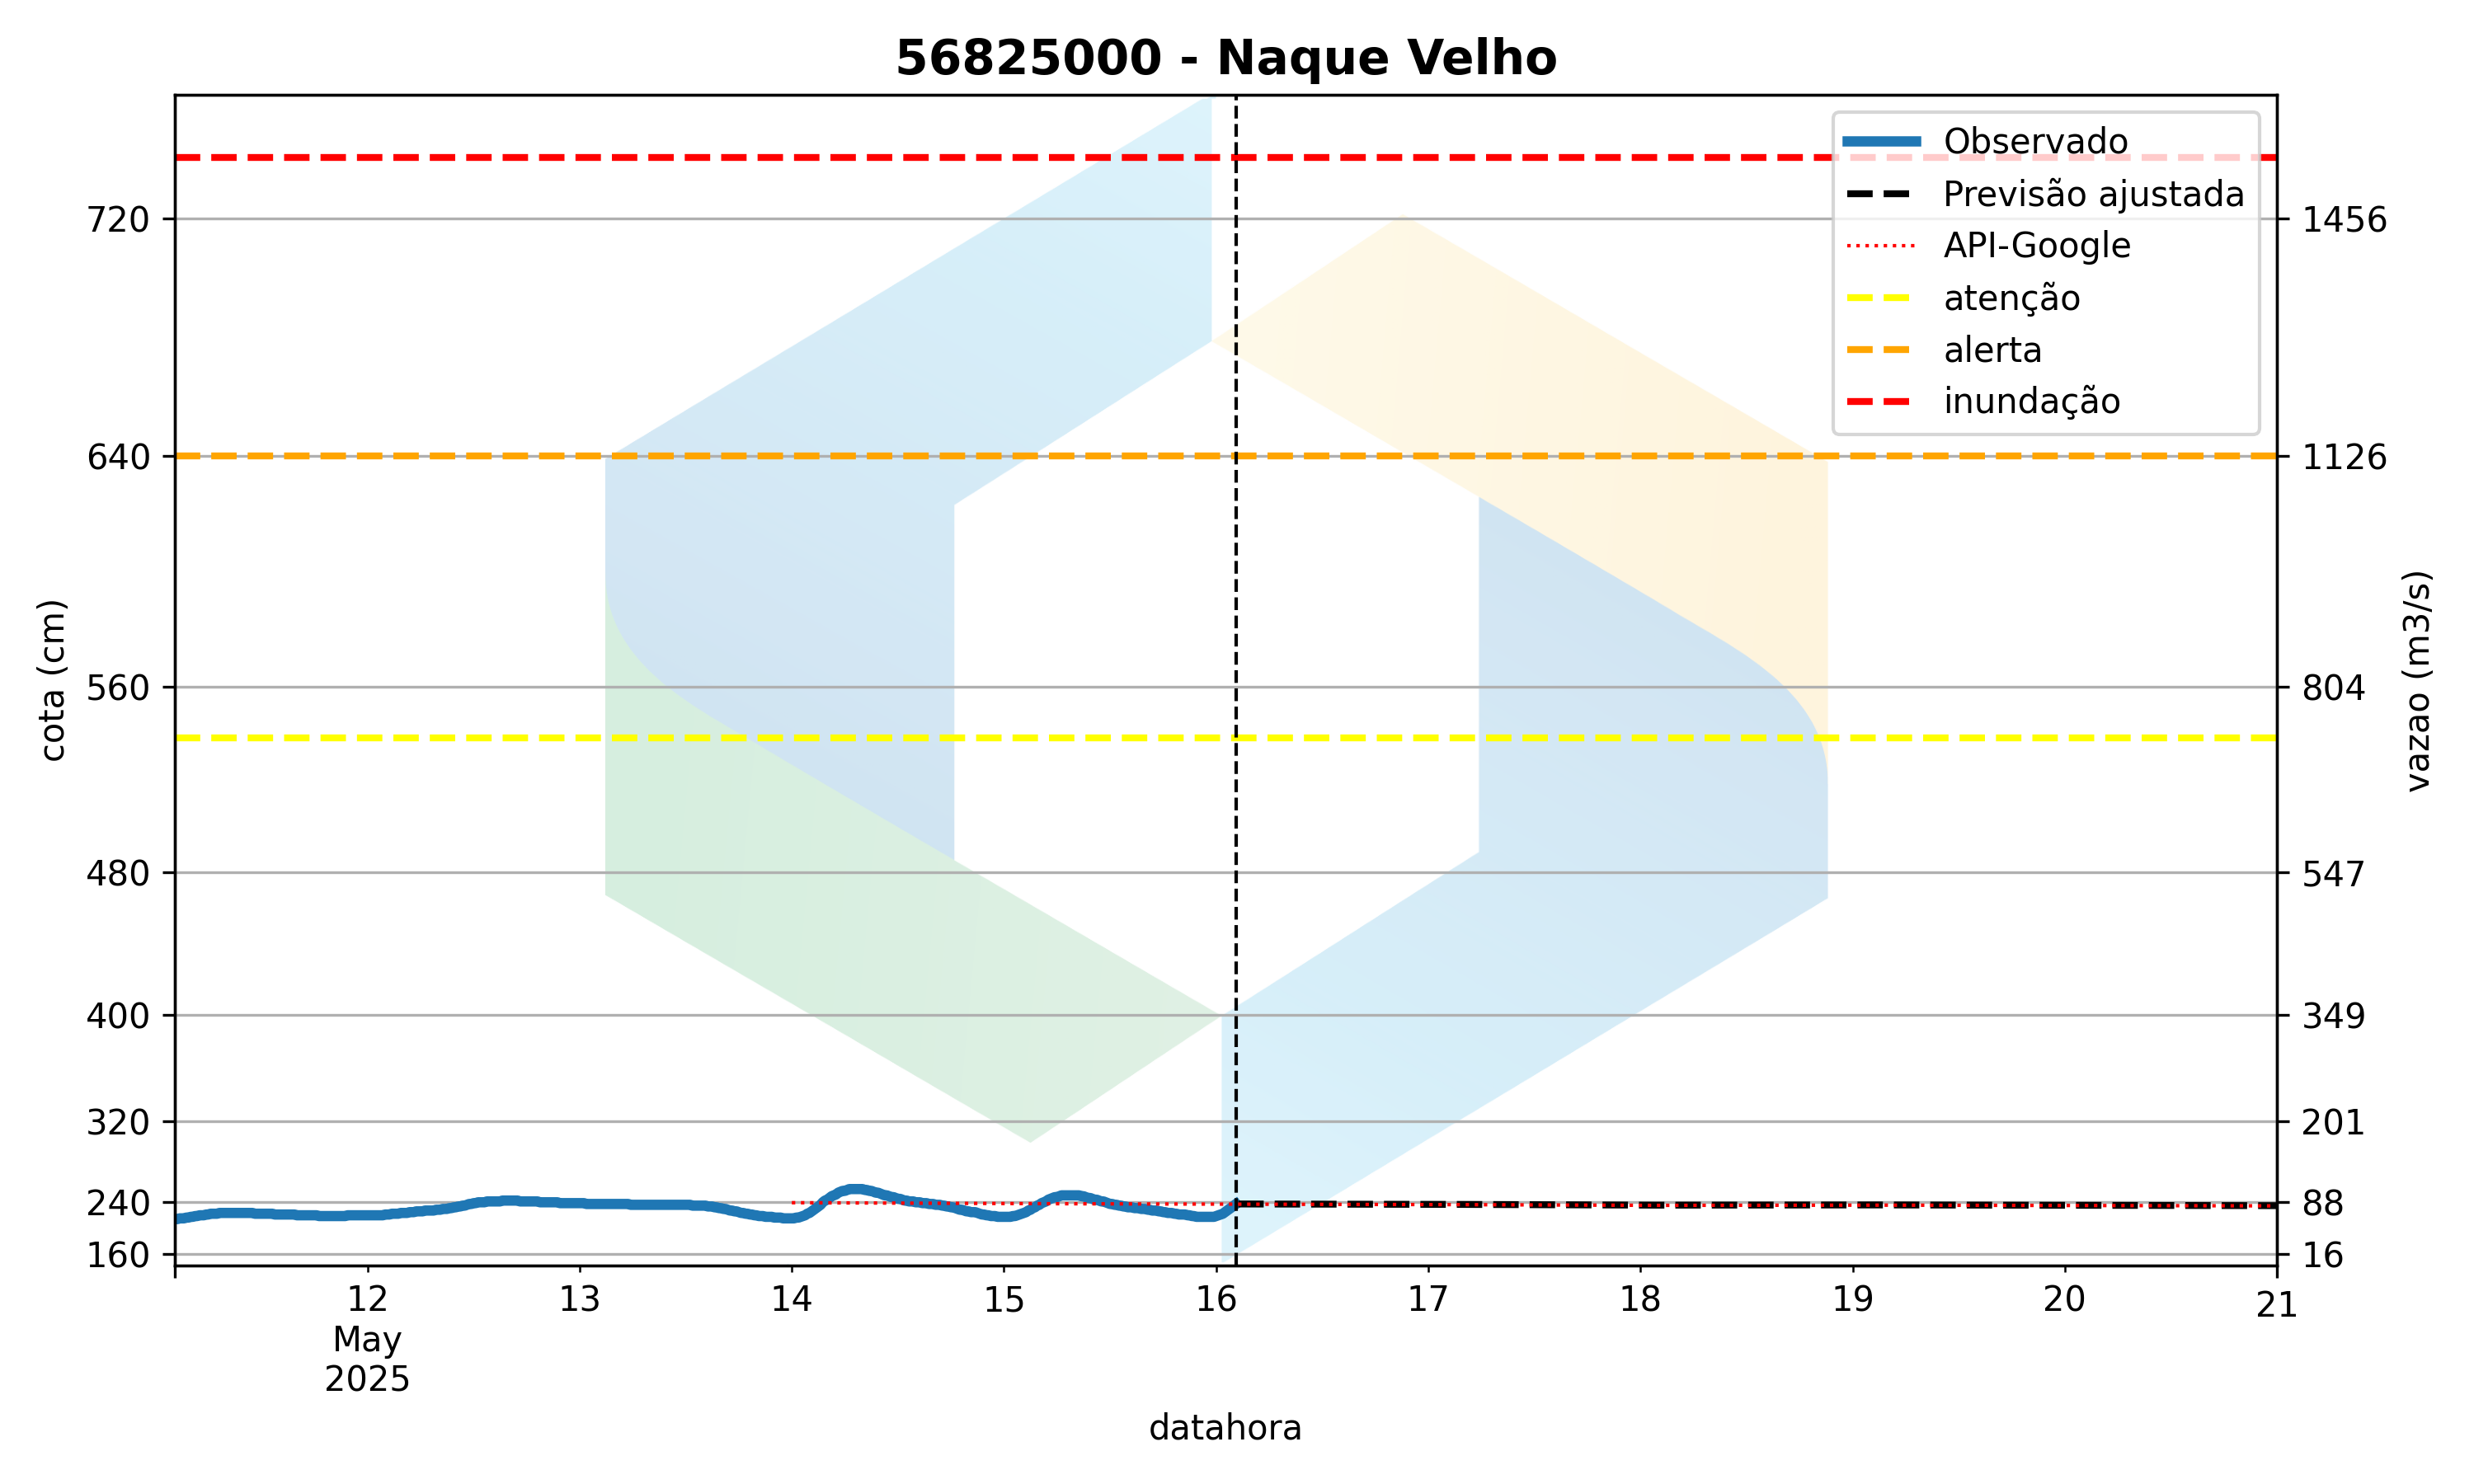 56825000 - Naque Velho
Observado
Previsão ajustada
API-Google
atenção
alerta
inundação
cota (cm)
720
640
560
480
400
320
240
160
1456
1126
804
547
349
201
88
16
vazao (m3/s)
12
May
2025
13
14
15
16
17
18
19
20
21
datahora